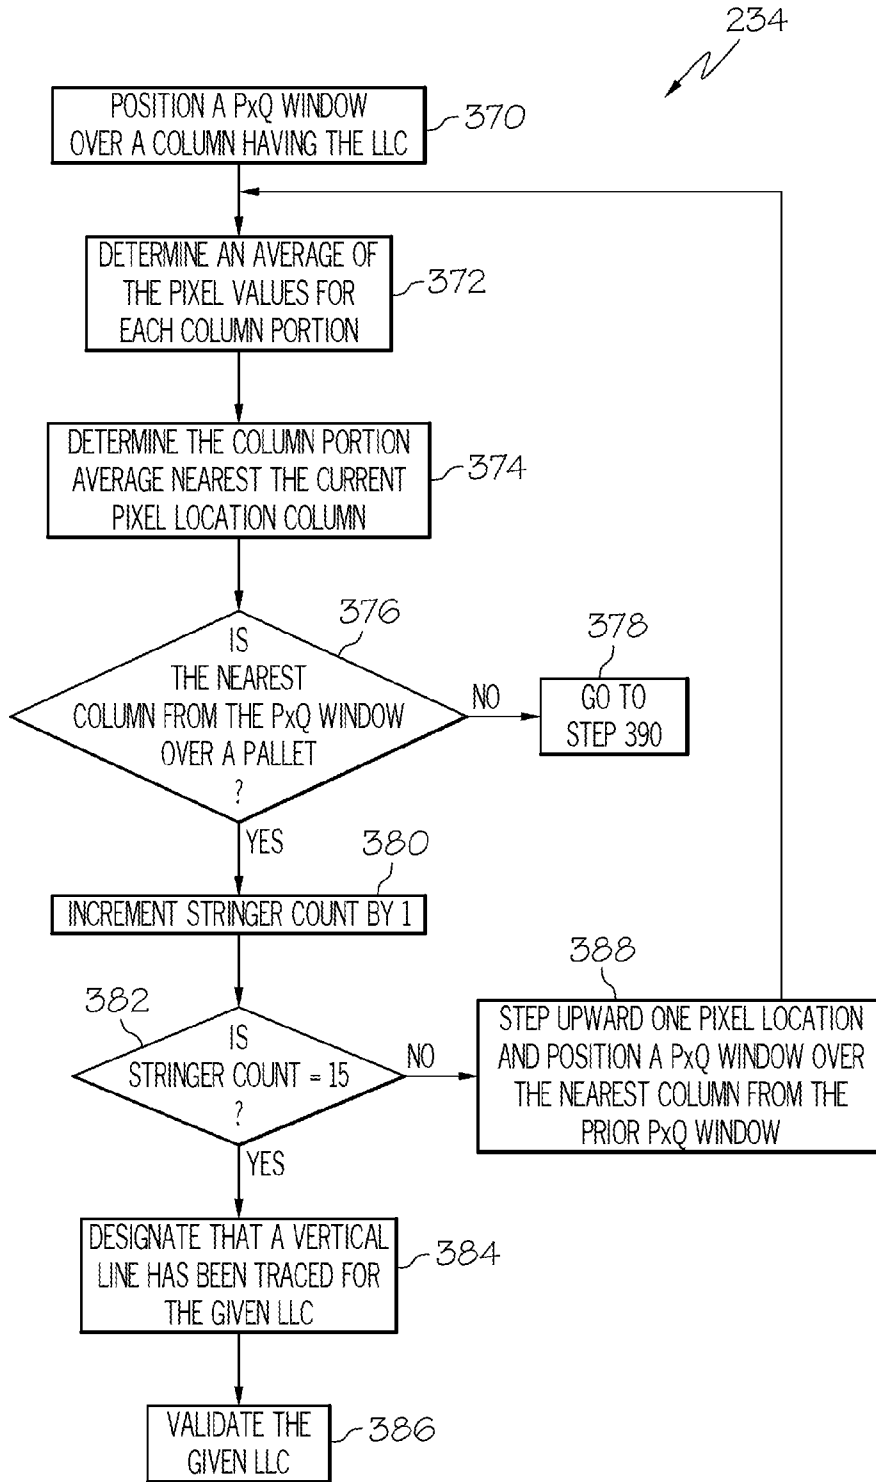 234
POSITION A PxQ WINDOW
OVER A COLUMN HAVING THE LLC
370
DETERMINE AN AVERAGE OF
THE PIXEL VALUES FOR
EACH COLUMN PORTION
372
DETERMINE THE COLUMN PORTION
AVERAGE NEAREST THE CURRENT
PIXEL LOCATION COLUMN
374
376
IS
THE NEAREST
COLUMN FROM THE PxQ WINDOW
OVER A PALLET
?
NO
378
GO TO
STEP 390
YES
380
INCREMENT STRINGER COUNT BY 1
382
IS
STRINGER COUNT = 15
?
NO
388
STEP UPWARD ONE PIXEL LOCATION
AND POSITION A PxQ WINDOW OVER
THE NEAREST COLUMN FROM THE
PRIOR PxQ WINDOW
YES
DESIGNATE THAT A VERTICAL
LINE HAS BEEN TRACED FOR
THE GIVEN LLC
384
VALIDATE THE
GIVEN LLC
386